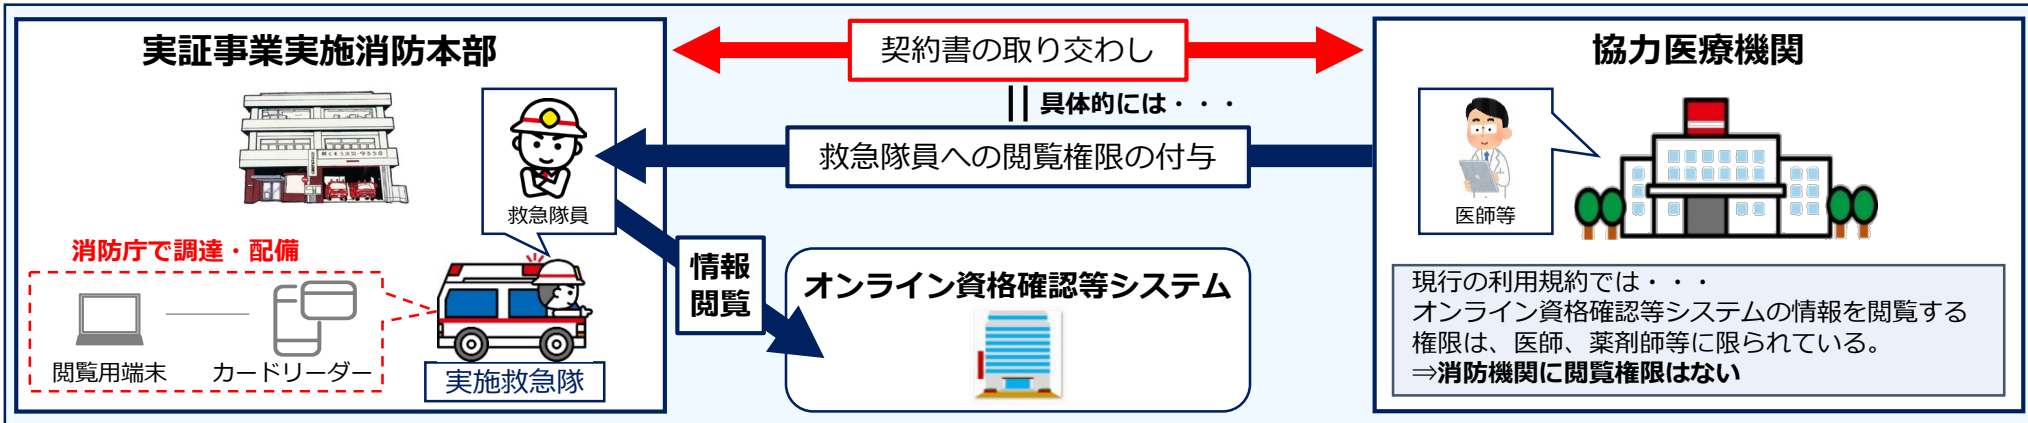 実証事業実施消防本部
救急隊員
消防庁で調達・配備
閲覧用端末
カードリーダー
実施救急隊
契約書の取り交わし
具体的には・・・
救急隊員への閲覧権限の付与
情報
閲覧
オンライン資格確認等システム
協力医療機関
医師等
現行の利用規約では・・・
オンライン資格確認等システムの情報を閲覧する
権限は、医師、薬剤師等に限られている。
⇒消防機関に閲覧権限はない